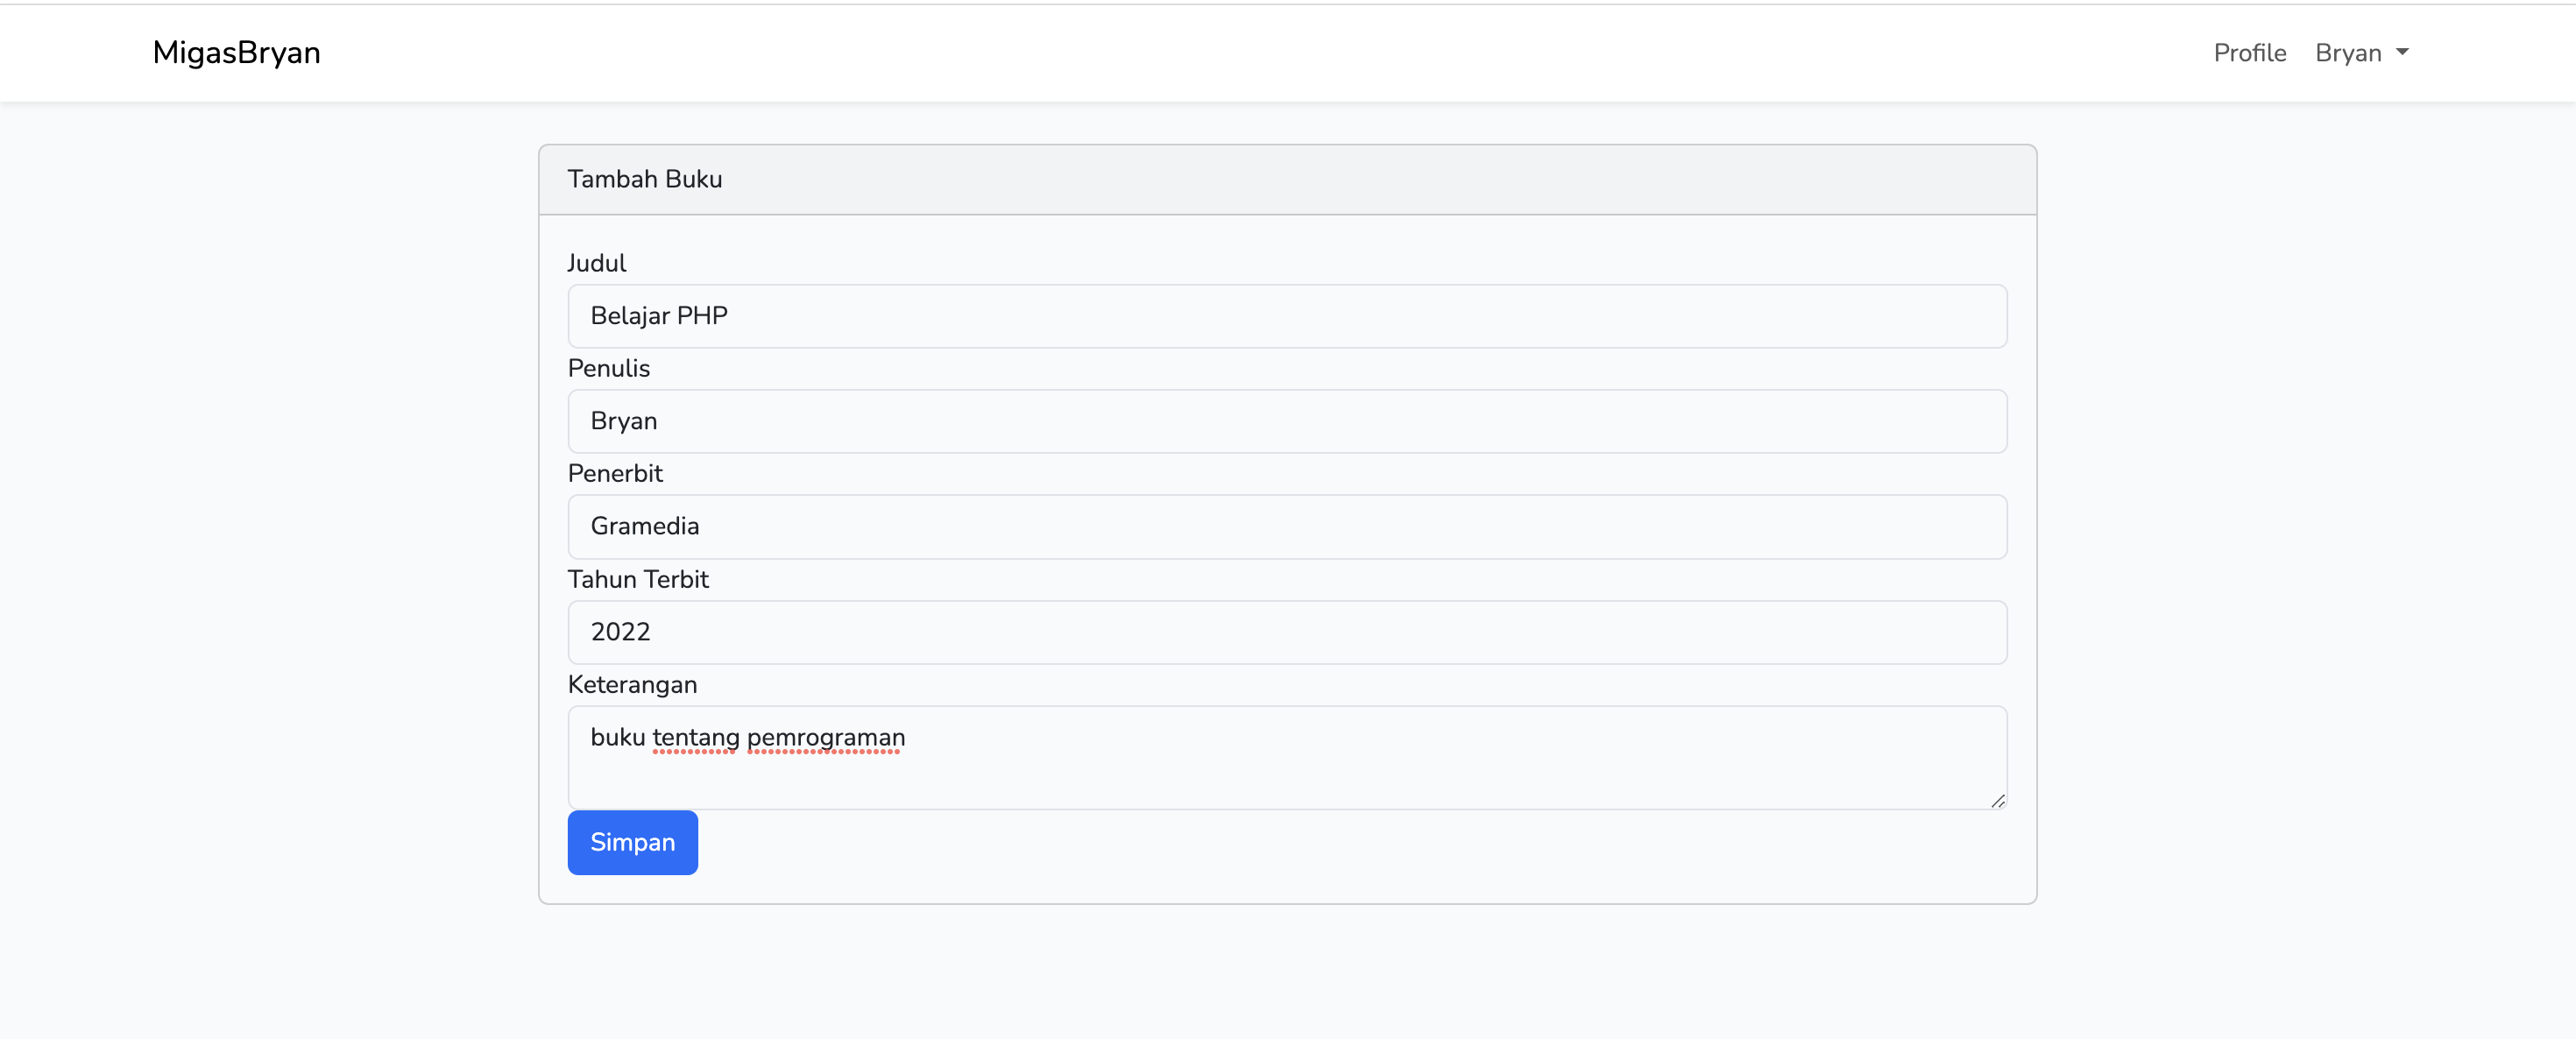 MigasBryan
Profile Bryan
Tambah Buku
Judul
Belajar PHP
Penulis
Bryan
Penerbit
Gramedia
Tahun Terbit
2022
Keterangan
buku tentang pemrograman
Simpan